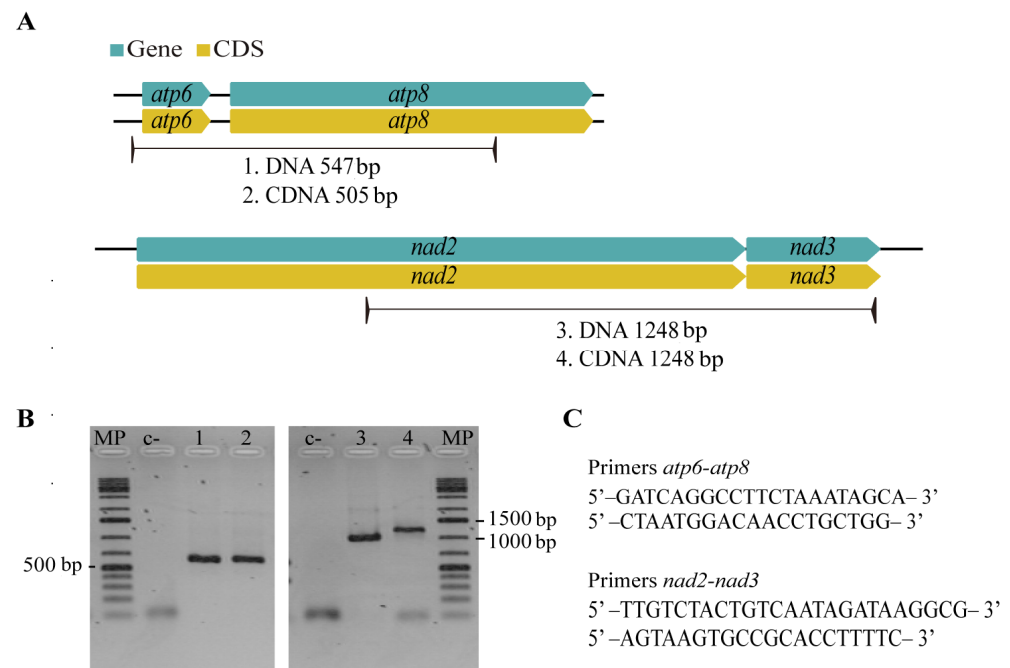 A
Gene CDS
atp6 atp8
atp6 atp8
1. DNA 547 bp
2. CDNA 505 bp
nad2 nad3
nad2 nad3
3. DNA 1248 bp
4. CDNA 1248 bp
B
MP c- 1 2 c- 3 4 MP
1500 bp
1000 bp
500 bp
C
Primers atp6-atp8
5’–GATCAGGCCTTCTAAATAGCA– 3’
5’–CTAATGGACAACCTGCTGG– 3’
Primers nad2-nad3
5’–TTGTCTACTGTCAATAGATAAGGCG– 3’
5’–AGTAAGTGCCGCACCTTTTC– 3’